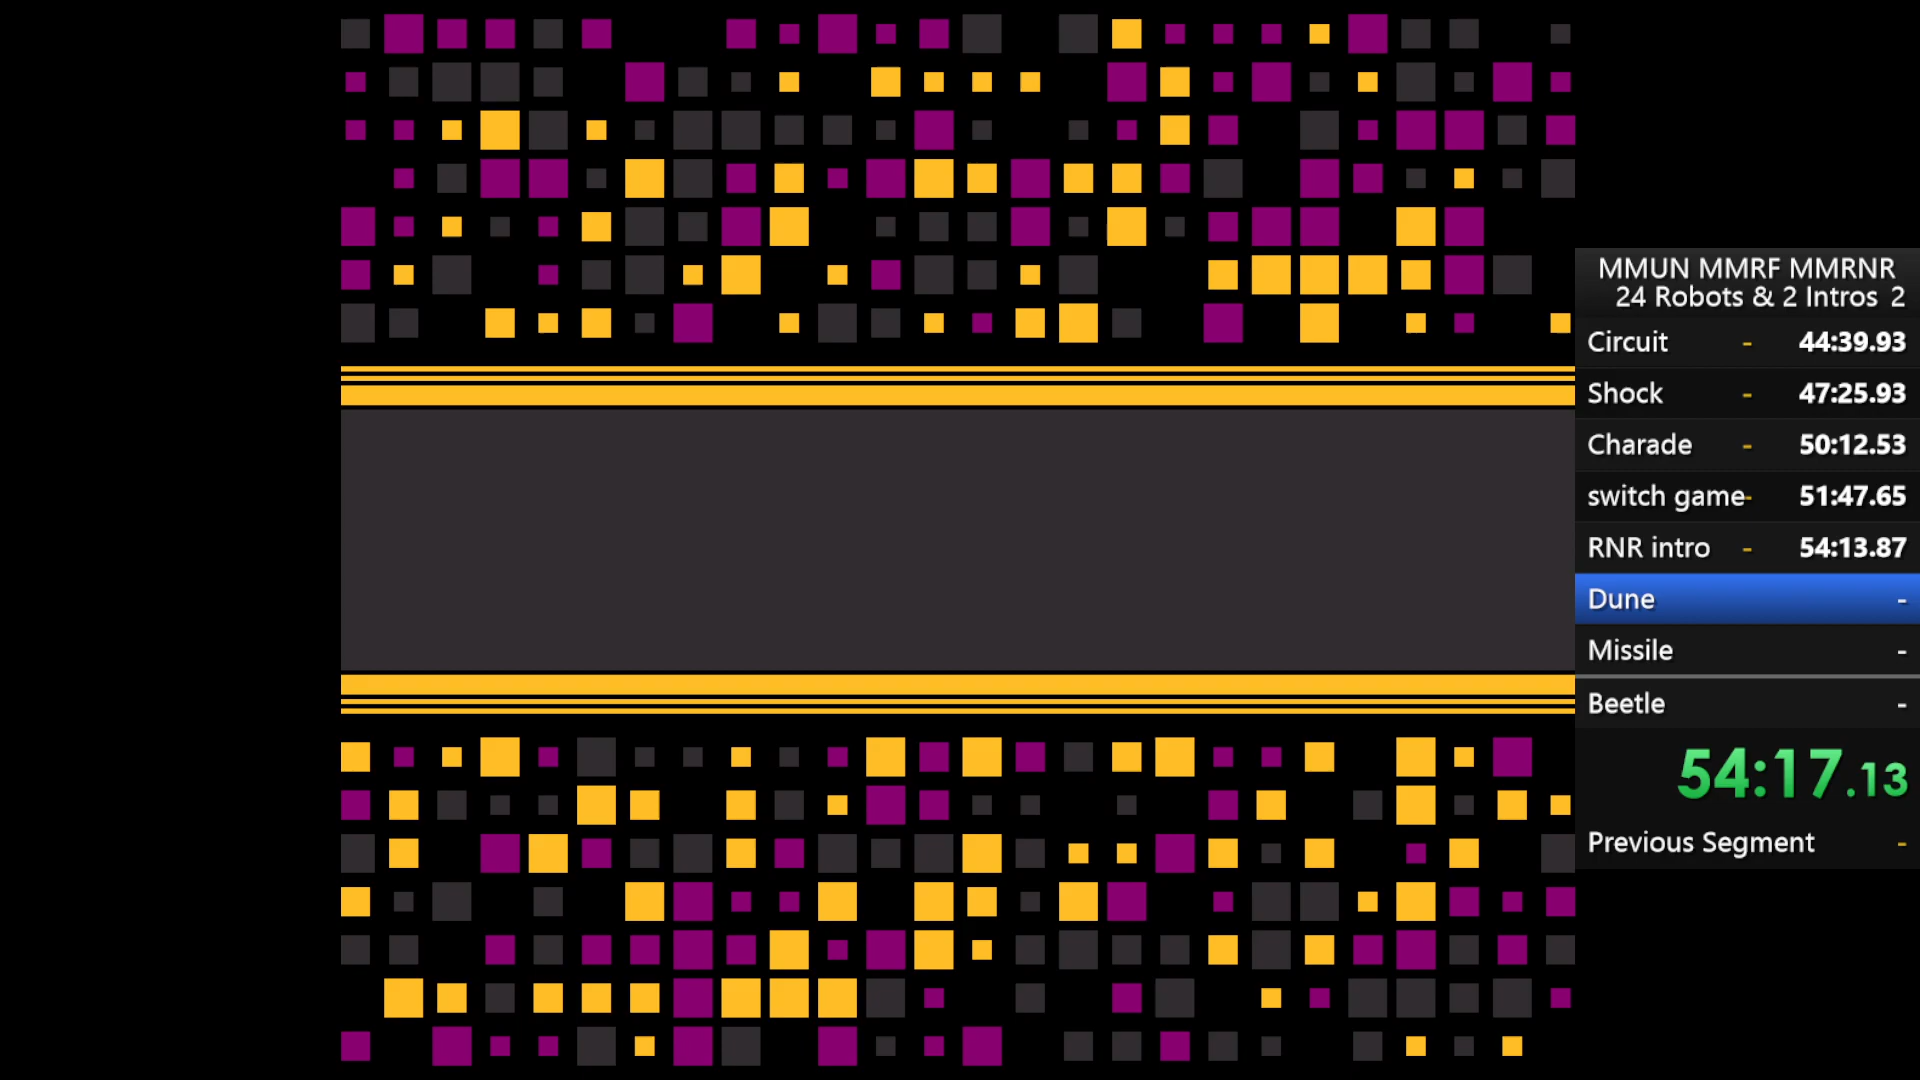 MMUN MMRF MMRNR
24 Robots & 2 Intros 2
Circuit - 44:39.93
Shock - 47:25.93
Charade - 50:12.53
switch game - 51:47.65
RNR intro - 54:13.87
Dune -
Missile -
Beetle -
54:17.13
Previous Segment -